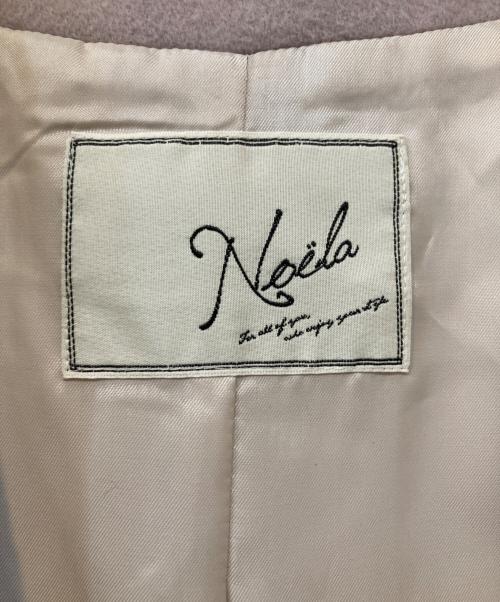 Noëla
For all of you,
who enjoy your style